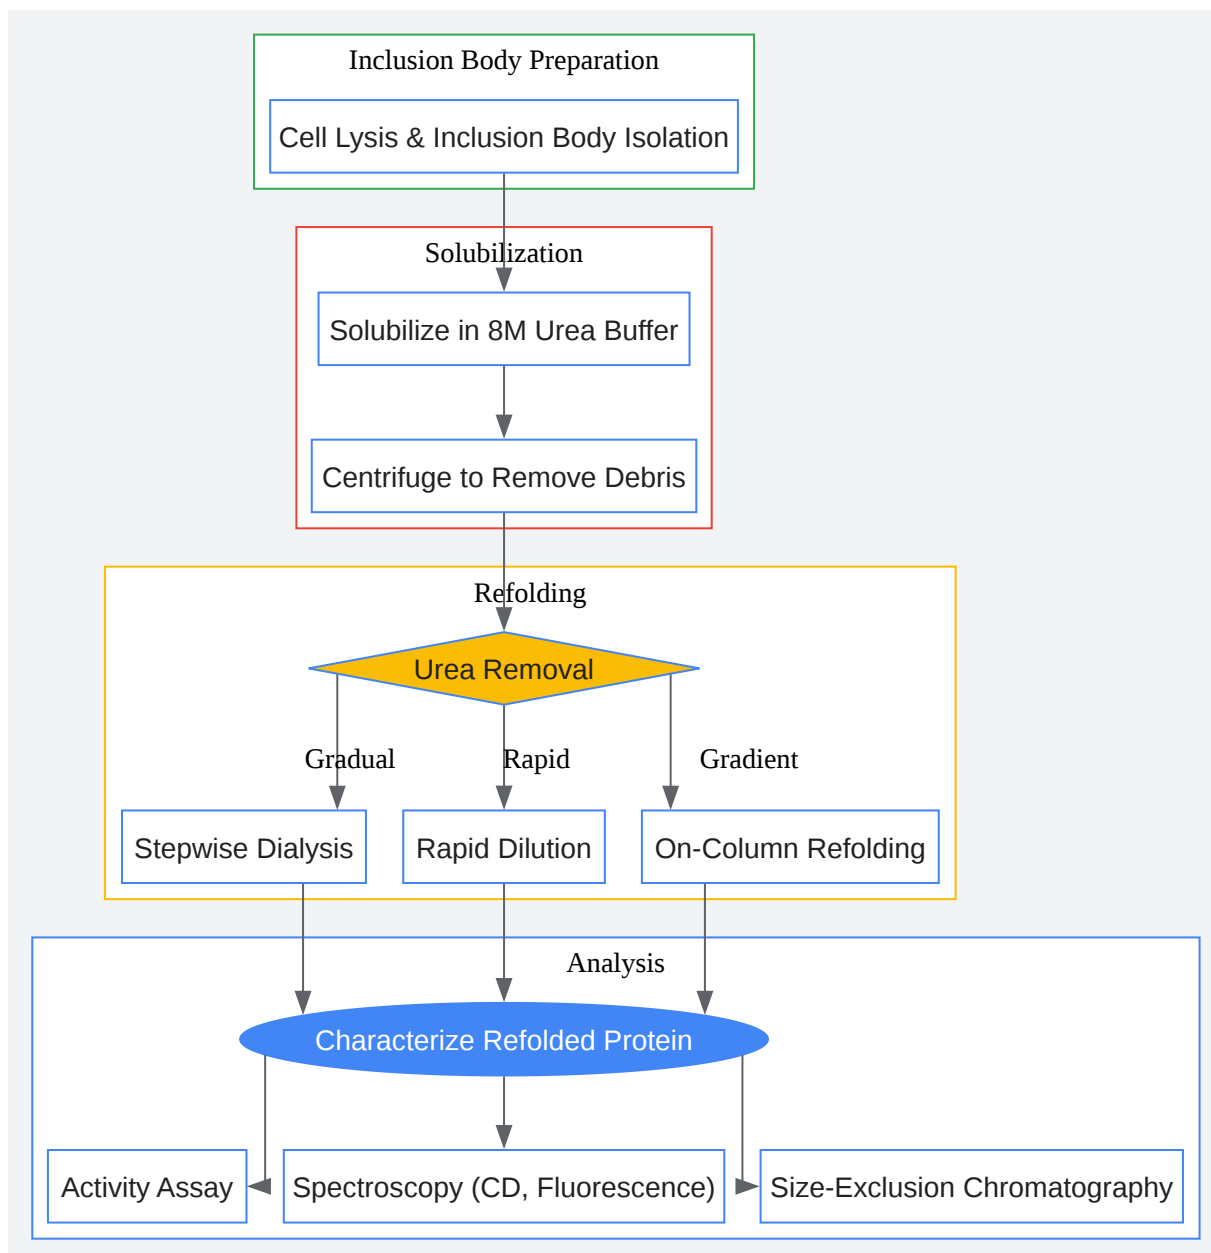 Inclusion Body Preparation
Cell Lysis & Inclusion Body Isolation
Solubilization
Solubilize in 8M Urea Buffer
Centrifuge to Remove Debris
Refolding
Urea Removal
Gradual
Rapid
Gradient
Stepwise Dialysis
Rapid Dilution
On-Column Refolding
Analysis
Characterize Refolded Protein
Activity Assay
Spectroscopy (CD, Fluorescence)
Size-Exclusion Chromatography